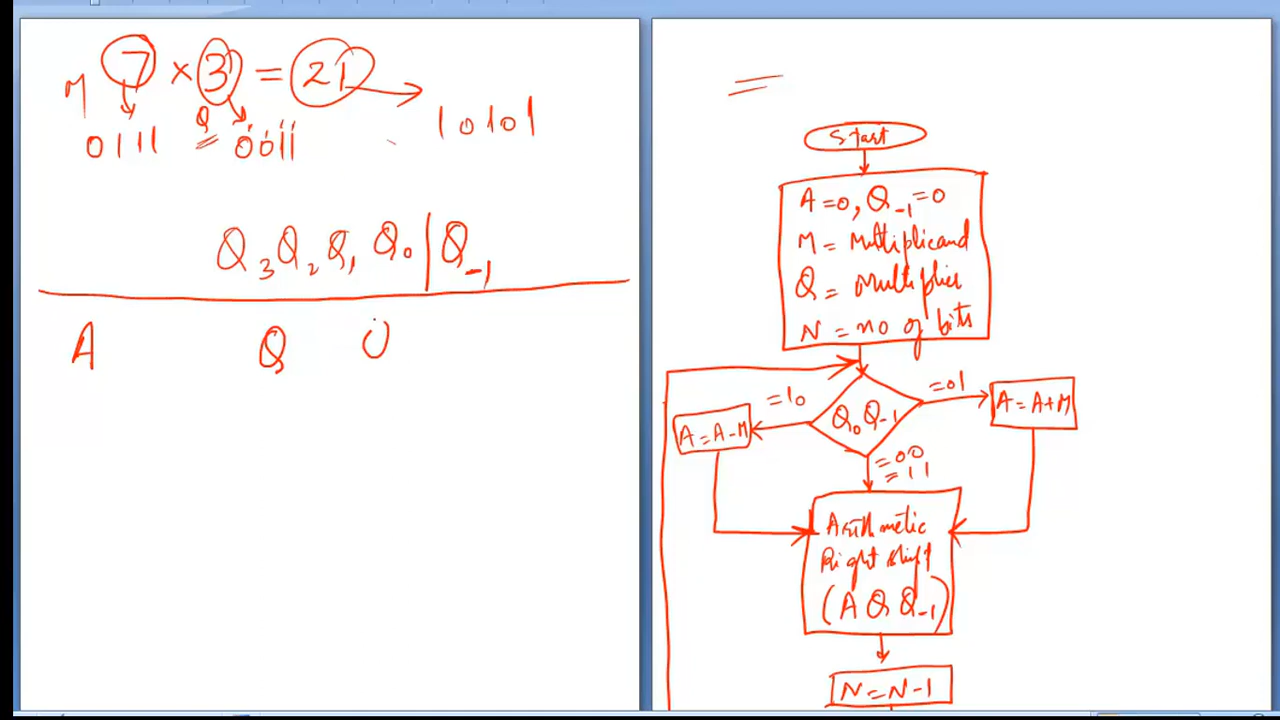 M 7 × 3 = 21
0111 Q 0011 10101
Q3 Q2 Q1 Q0 | Q-1
A Q
Start
A=0, Q-1=0
M = Multiplicand
Q = Multiplier
N = no of bits
=10
=01
A=A-M
Q0Q-1
A=A+M
=00
=11
Arithmetic
Right shift
(A Q Q-1)
N=N-1